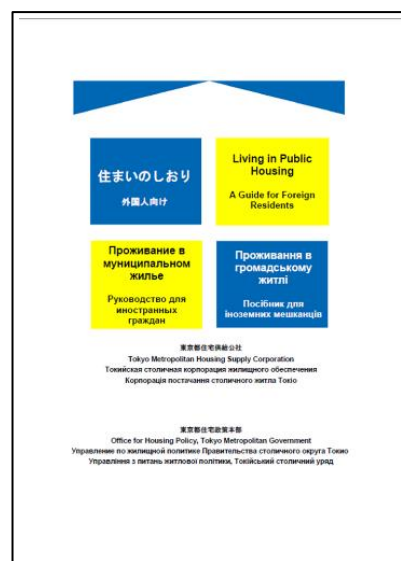 住まいのしおり
外国人向け
Living in Public
Housing
A Guide for Foreign
Residents
Проживание в
муниципальном
жилье
Руководство для
иностранных
граждан
Проживання в
громадському
житлі
Посібник для
іноземних мешканців
東京都住宅供給公社
Tokyo Metropolitan Housing Supply Corporation
Токийская столичная корпорация жилищного обеспечения
Корпорація постачання столичного житла Токіо
東京都住宅政策本部
Office for Housing Policy, Tokyo Metropolitan Government
Управление по жилищной политике Правительства столичного округа Токио
Управління з питань житлової політики, Токійський столичний уряд